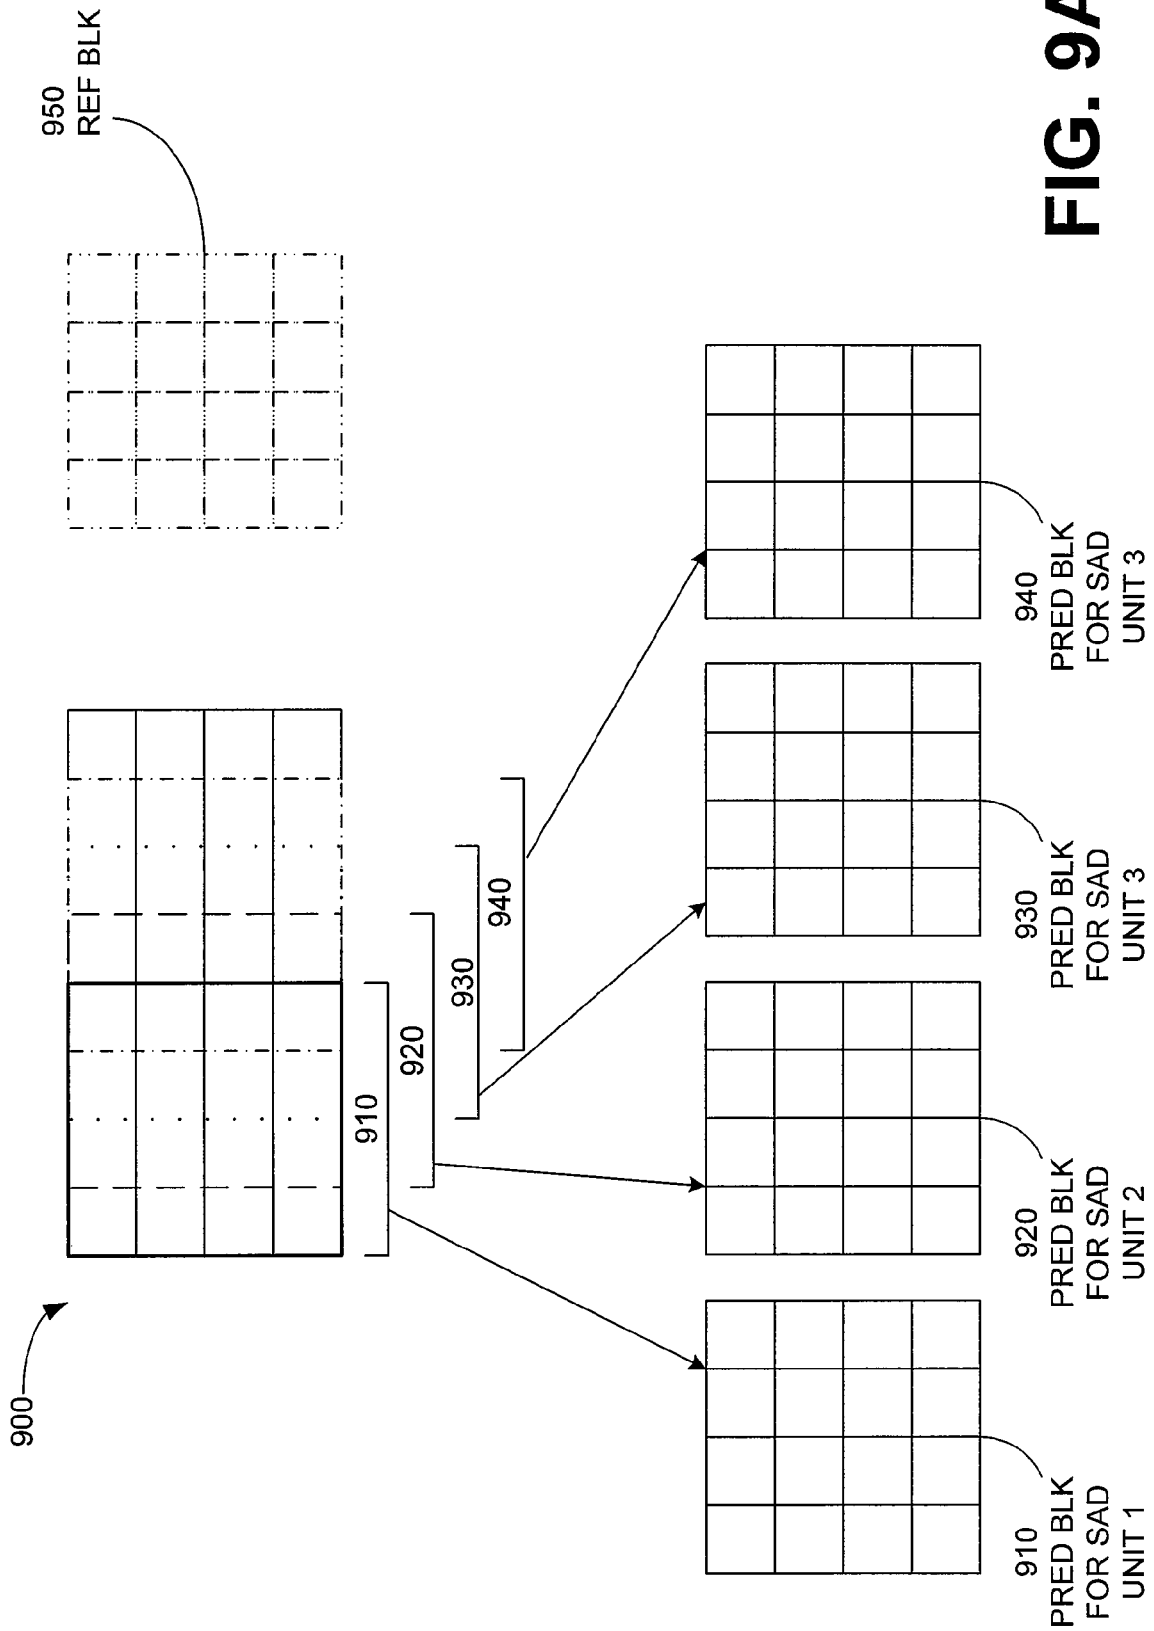 900
950
REF BLK
910
920
930
940
910
PRED BLK
FOR SAD
UNIT 1
920
PRED BLK
FOR SAD
UNIT 2
930
PRED BLK
FOR SAD
UNIT 3
940
PRED BLK
FOR SAD
UNIT 3
FIG. 9A